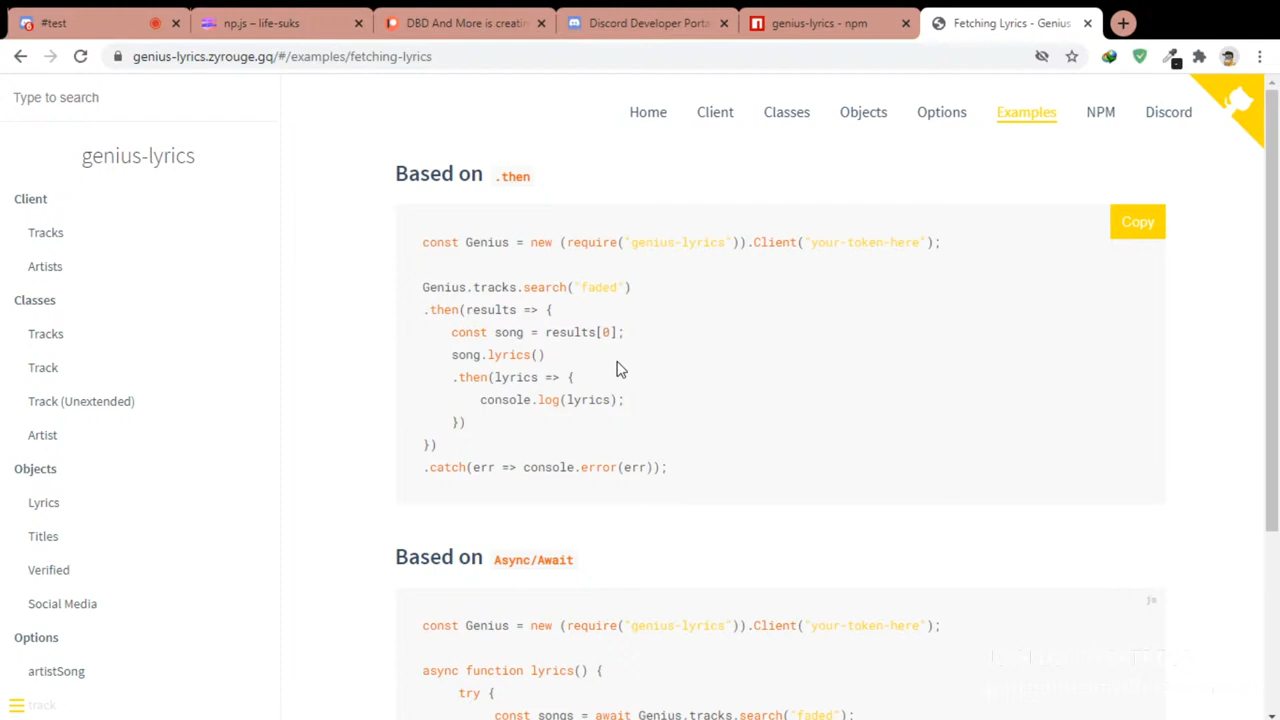 #test
np.js – life-suks
DBD And More is creatin
Discord Developer Porta
genius-lyrics - npm
Fetching Lyrics - Genius
genius-lyrics.zyrouge.gq/#/examples/fetching-lyrics
Type to search
genius-lyrics
Client
Tracks
Artists
Classes
Tracks
Track
Track (Unextended)
Artist
Objects
Lyrics
Titles
Verified
Social Media
Options
artistSong
track
Home Client Classes Objects Options Examples NPM Discord
Based on .then
Copy
const Genius = new (require("genius-lyrics")).Client("your-token-here");
Genius.tracks.search("faded")
.then(results => {
const song = results[0];
song.lyrics()
.then(lyrics => {
console.log(lyrics);
})
})
.catch(err => console.error(err));
Based on Async/Await
js
const Genius = new (require("genius-lyrics")).Client("your-token-here");
async function lyrics() {
try {
const songs = await Genius.tracks.search("faded");